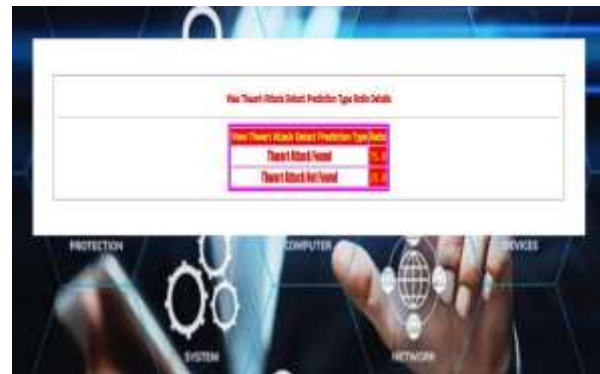 View Thwart Attack Detect Prediction Type Ratio Details
View Thwart Attack Detect Prediction Type Ratio
Thwart Attack Found
Thwart Attack Not Found
PROTECTION COMPUTER DEVICES
SYSTEM NETWORK